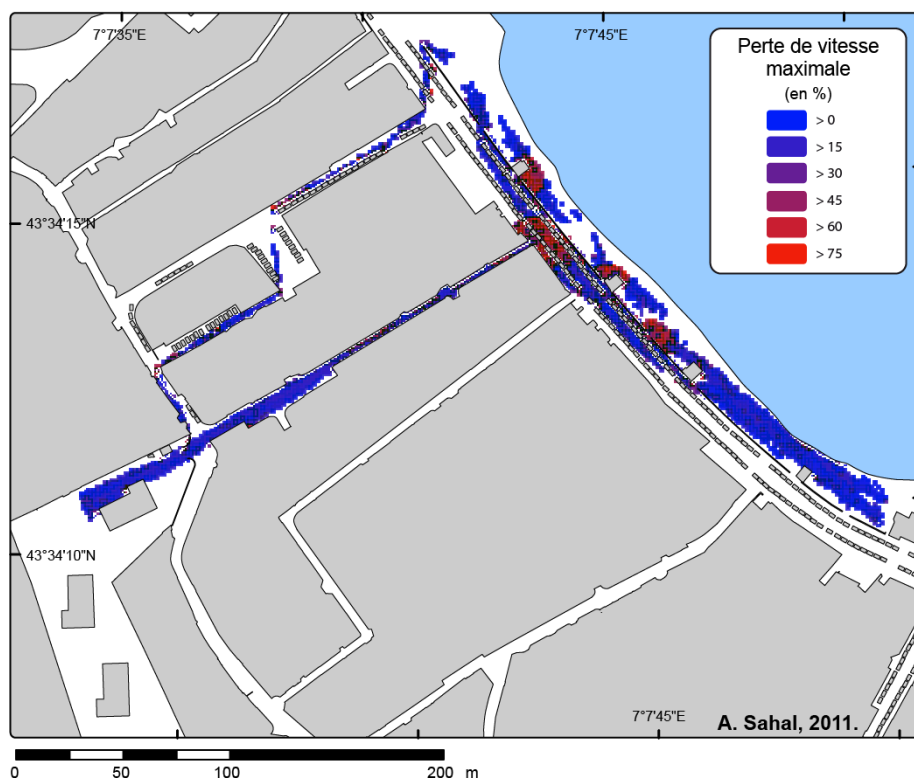 7°7'35"E
7°7'45"E
Perte de vitesse
maximale
(en %)
> 0
> 15
> 30
> 45
> 60
> 75
43°34'15"N
43°34'10"N
7°7'45"E
A. Sahal, 2011.
0 50 100 200 m